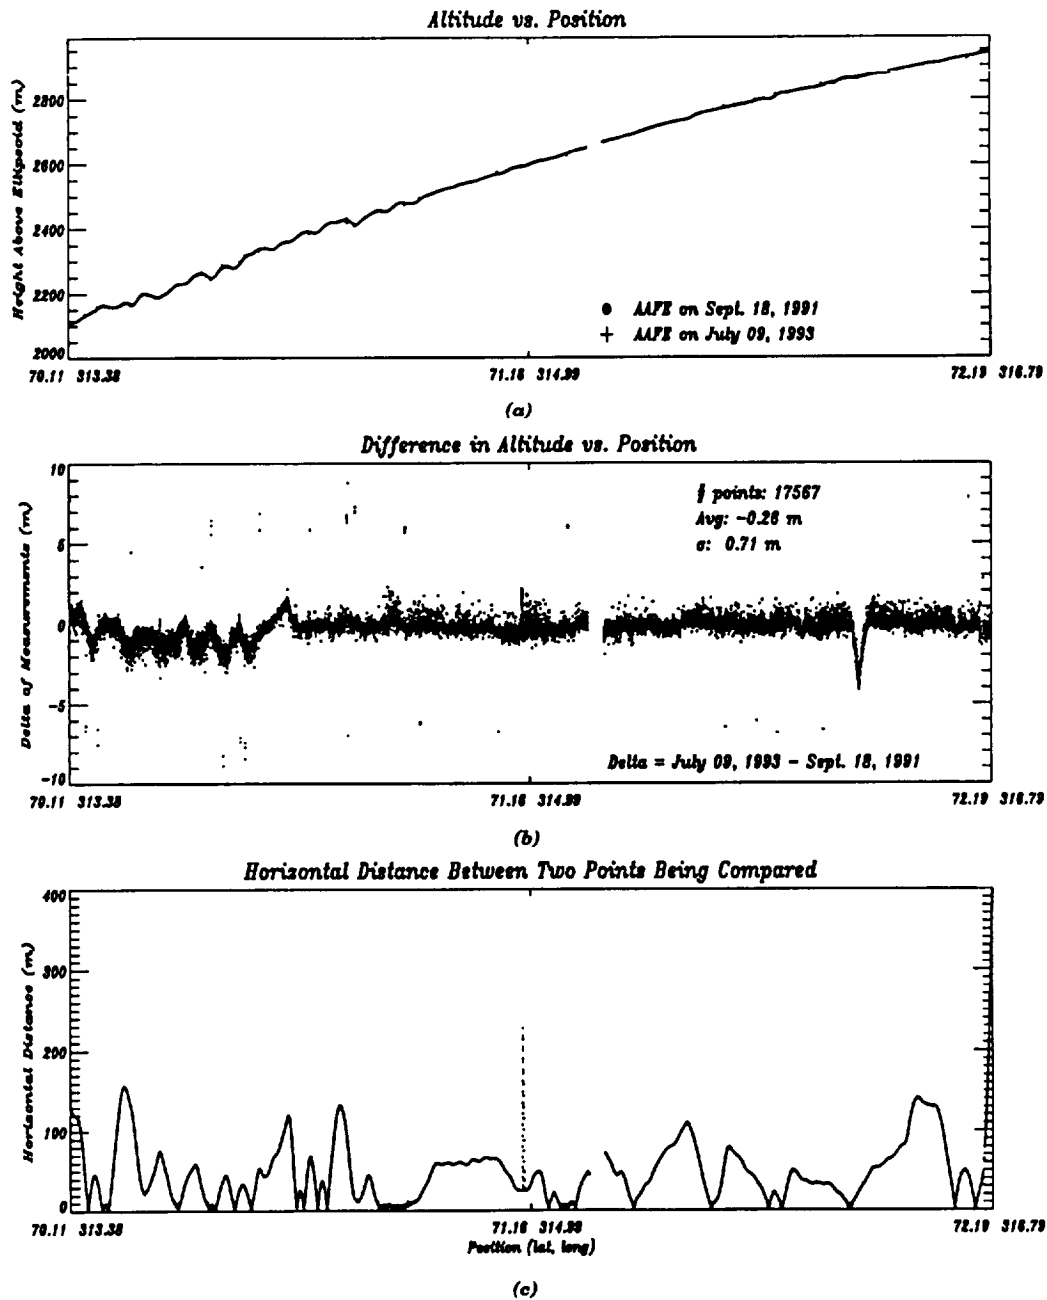 Altitude vs. Position
Height Above Ellipsoid (m)
2800
2600
2400
2200
2000
● AAFE on Sept. 18, 1991
+ AAFE on July 09, 1993
70.11 313.38
71.16 314.99
72.19 316.79
(a)
Difference in Altitude vs. Position
Delta of Measurements (m)
10
5
0
-5
-10
# points: 17567
Avg: -0.26 m
σ: 0.71 m
Delta = July 09, 1993 - Sept. 18, 1991
70.11 313.38
71.16 314.99
72.19 316.79
(b)
Horizontal Distance Between Two Points Being Compared
Horizontal Distance (m)
400
300
200
100
0
70.11 313.38
71.16 314.98
72.19 316.79
Position (lat, long)
(c)